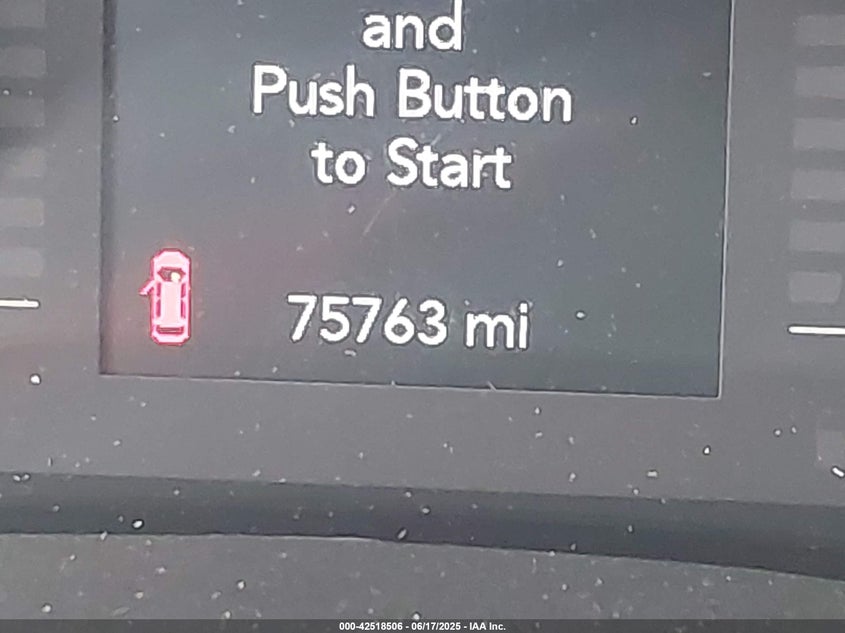 and
Push Button
to Start
75763 mi
000-42518506 - 06/17/2025 - IAA Inc.